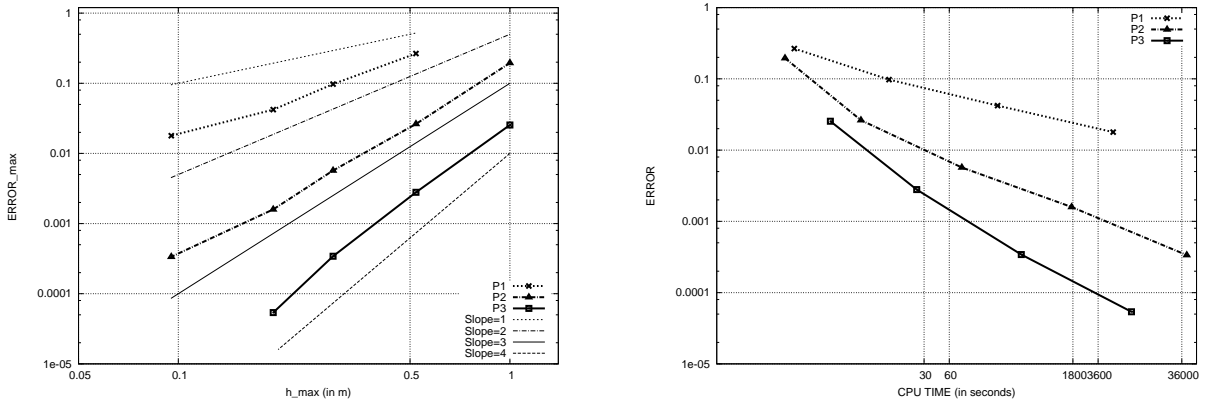 1
0.1
0.01
0.001
0.0001
1e-05
ERROR_max
0.05
0.1
0.5
1
h_max (in m)
P1
P2
P3
Slope=1
Slope=2
Slope=3
Slope=4
1
0.1
0.01
0.001
0.0001
1e-05
ERROR
30
60
1800
3600
36000
CPU TIME (in seconds)
P1
P2
P3